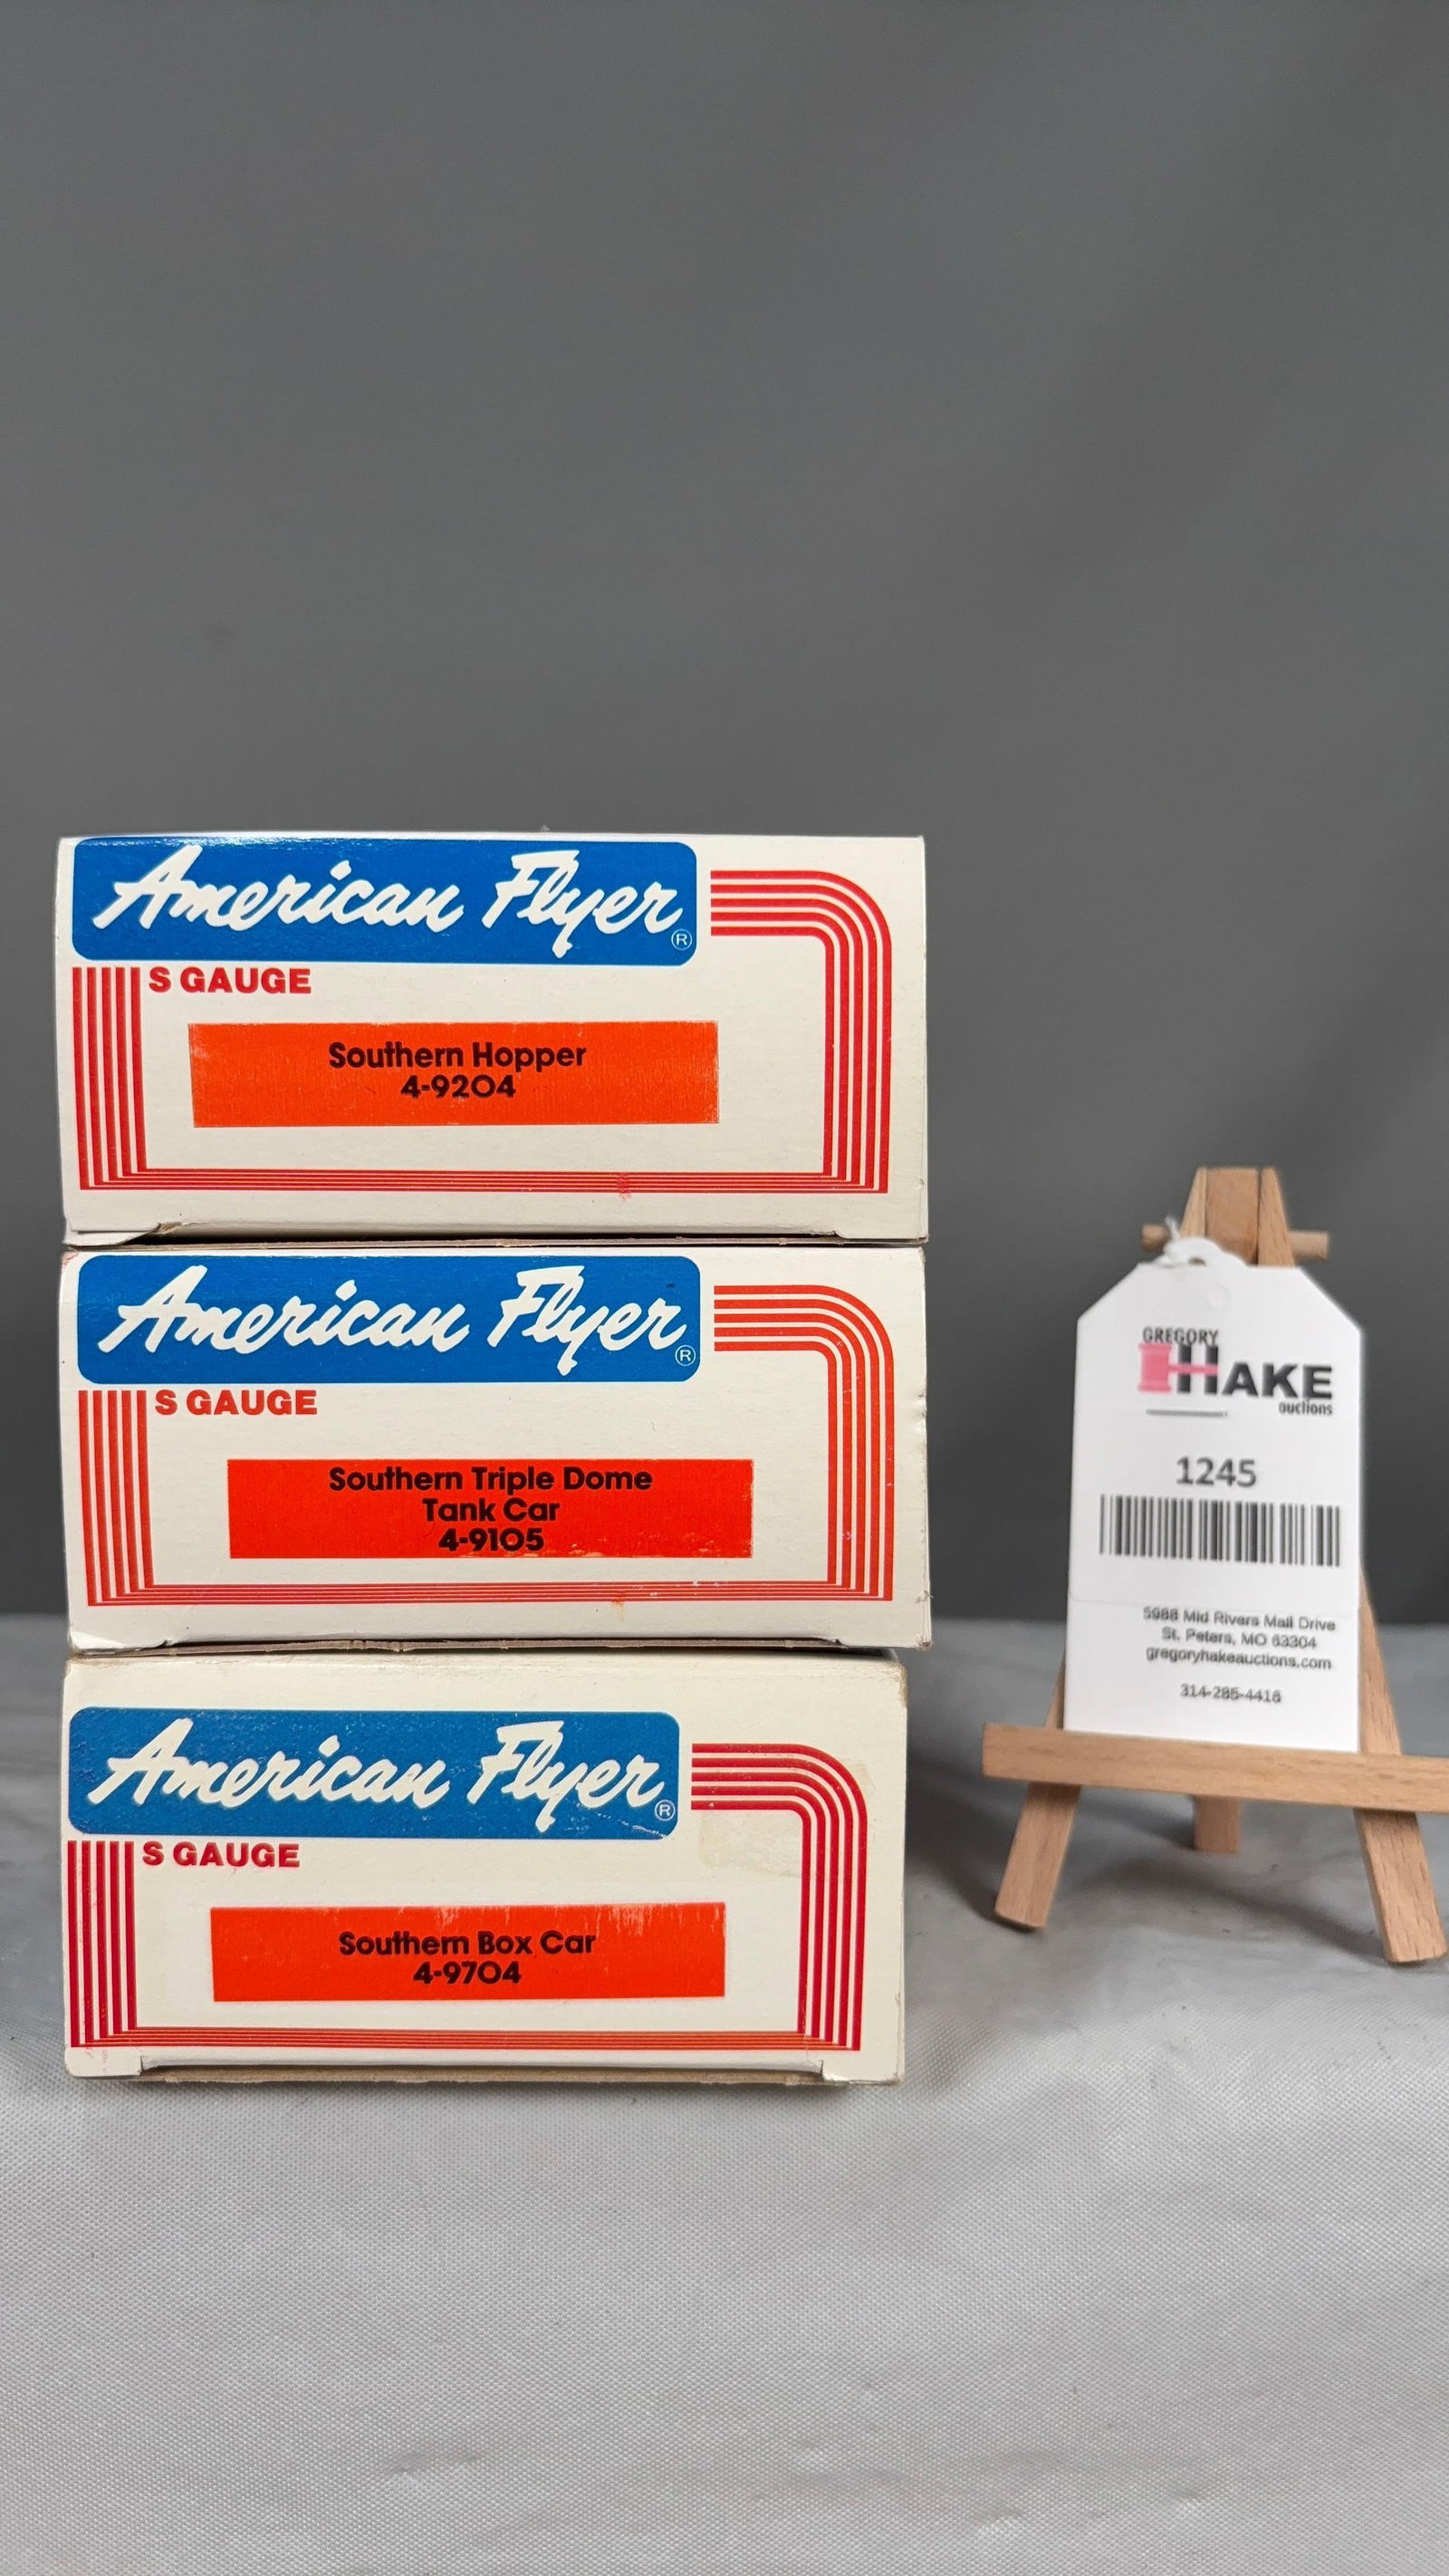 American Flyer®
S GAUGE
Southern Hopper
4-9204
American Flyer®
S GAUGE
Southern Triple Dome
Tank Car
4-9105
American Flyer®
S GAUGE
Southern Box Car
4-9704
GREGORY
HAKE
auctions
1245
5988 Mid Rivers Mall Drive
St. Peters, MO 63304
gregoryhakeauctions.com
314-285-4416